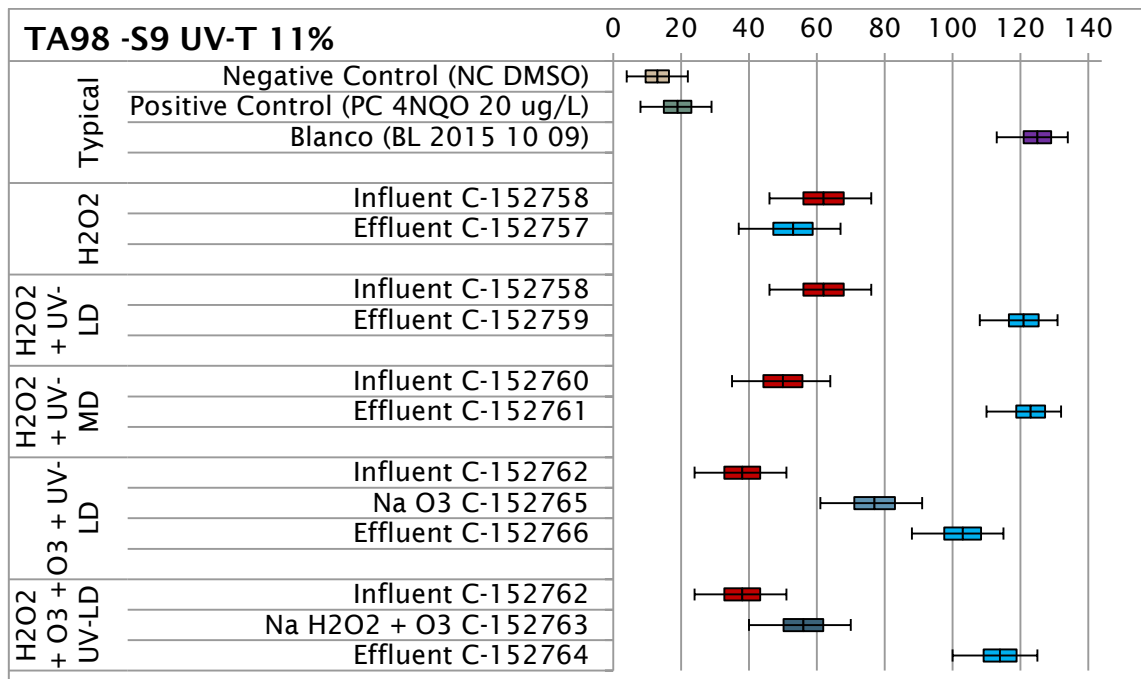 TA98 -S9 UV-T 11%
0 20 40 60 80 100 120 140
Typical
Negative Control (NC DMSO)
Positive Control (PC 4NQO 20 ug/L)
Blanco (BL 2015 10 09)
H2O2
Influent C-152758
Effluent C-152757
H2O2
+ UV-
LD
Influent C-152758
Effluent C-152759
H2O2
+ UV-
MD
Influent C-152760
Effluent C-152761
+ O3 + UV-
LD
Influent C-152762
Na O3 C-152765
Effluent C-152766
H2O2
+ O3 +
UV-LD
Influent C-152762
Na H2O2 + O3 C-152763
Effluent C-152764